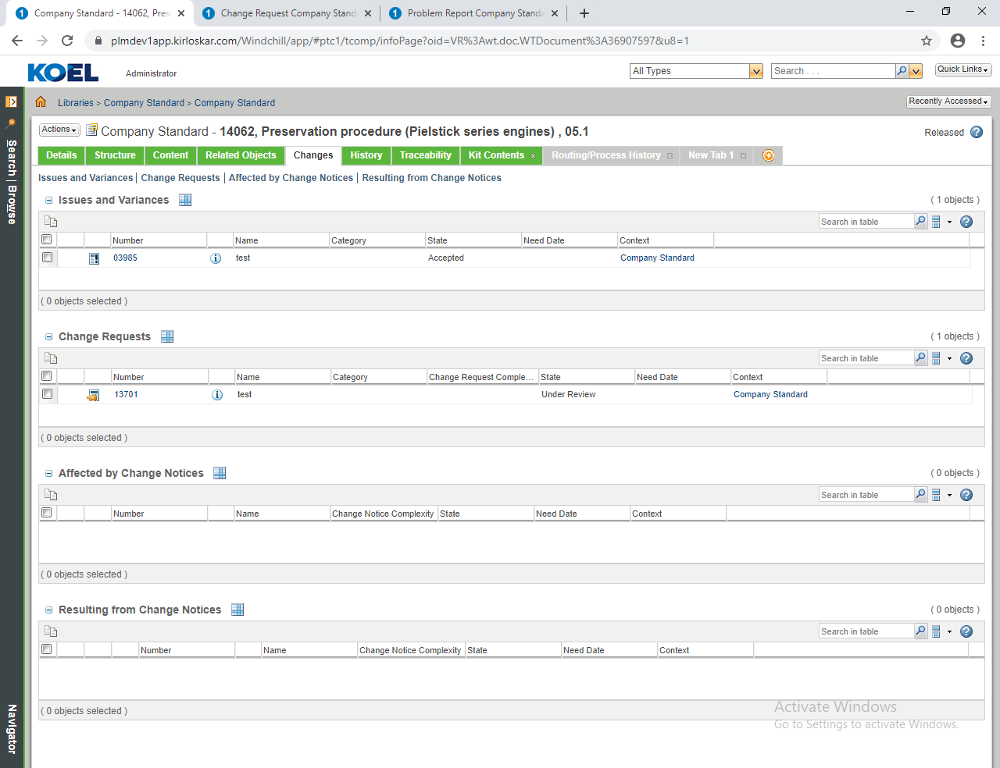 Company Standard - 14062, Pres
Change Request Company Stand
Problem Report Company Standa
plmdev1app.kirloskar.com/Windchill/app/#ptc1/tcomp/infoPage?oid=VR%3Awt.doc.WTDocument%3A36907597&u8=1
KOEL
Administrator
All Types
Search . . .
Quick Links
Libraries > Company Standard > Company Standard
Recently Accessed
Actions
Company Standard - 14062, Preservation procedure (Pielstick series engines) , 05.1
Released
Details Structure Content Related Objects Changes History Traceability Kit Contents × Routing/Process History New Tab 1
Issues and Variances | Change Requests | Affected by Change Notices | Resulting from Change Notices
Issues and Variances
( 1 objects )
Search in table
Number Name Category State Need Date Context
03985 test Accepted Company Standard
( 0 objects selected )
Change Requests
( 1 objects )
Search in table
Number Name Category Change Request Comple... State Need Date Context
13701 test Under Review Company Standard
( 0 objects selected )
Affected by Change Notices
( 0 objects )
Search in table
Number Name Change Notice Complexity State Need Date Context
( 0 objects selected )
Resulting from Change Notices
( 0 objects )
Search in table
Number Name Change Notice Complexity State Need Date Context
( 0 objects selected )
Activate Windows
Go to Settings to activate Windows.
Search | Browse
Navigator